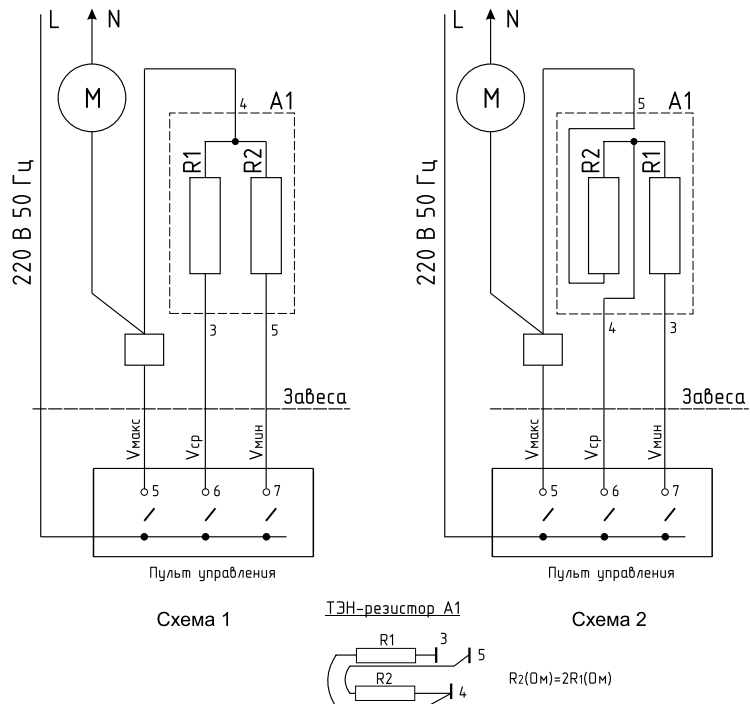 L N
M
4 A1
R1 R2
220 В 50 Гц
3 5
Завеса
Vмакс Vср Vмин
5 6 7
Пульт управления
Схема 1
L N
M
5 A1
R2 R1
220 В 50 Гц
4 3
Завеса
Vмакс Vср Vмин
5 6 7
Пульт управления
Схема 2
ТЭН-резистор А1
R1 3
5
R2 4
R2(Ом)=2R1(Ом)